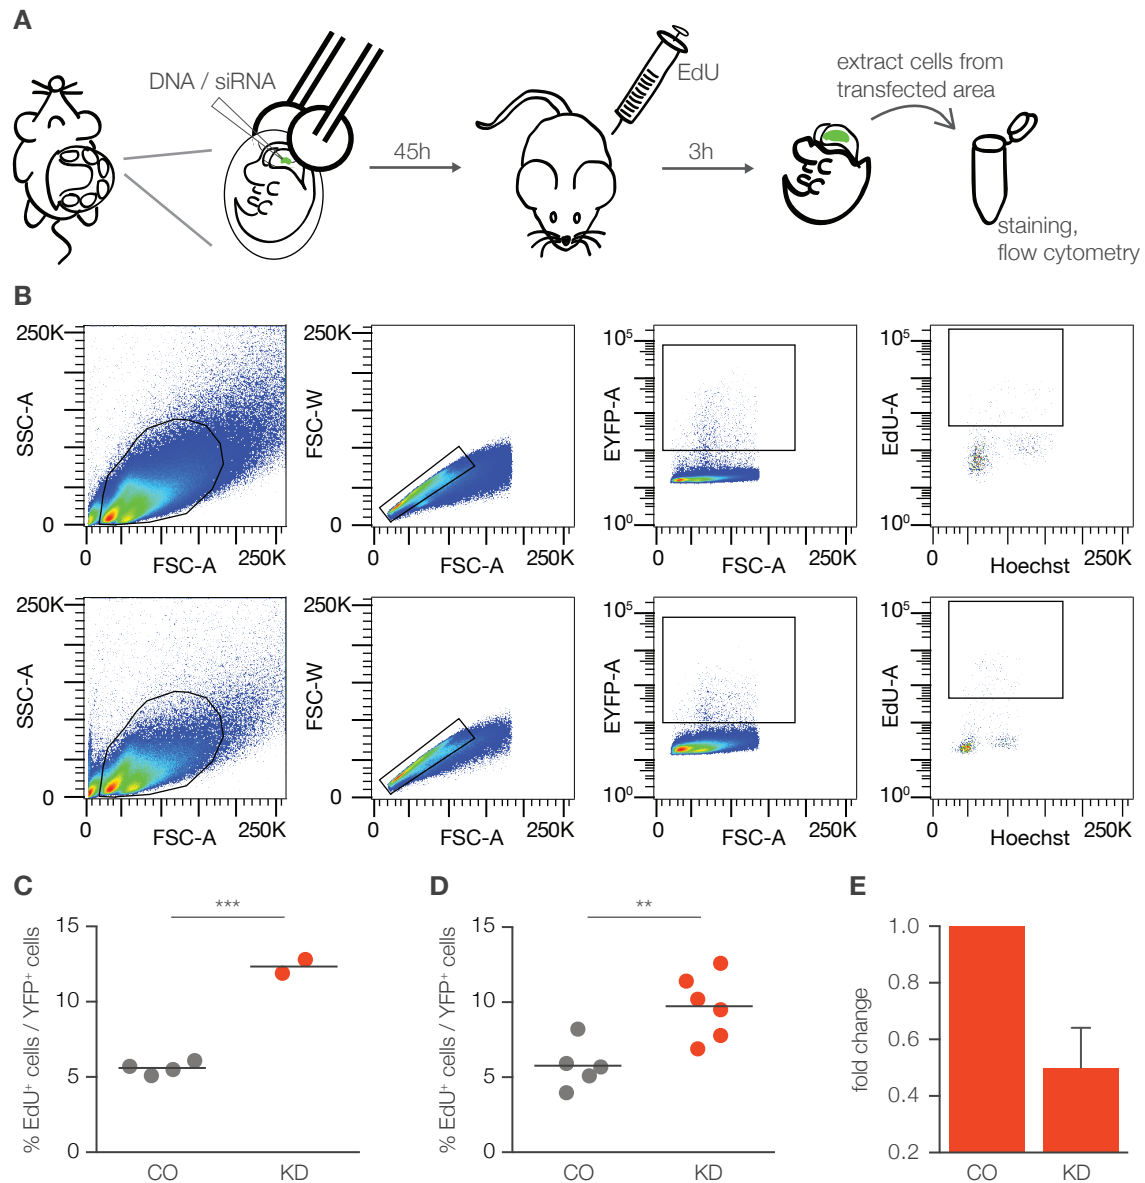 A
DNA / siRNA
45h
EdU
3h
extract cells from
transfected area
staining,
flow cytometry
B
250K
SSC-A
0
0
FSC-A
250K
250K
FSC-W
0
0
FSC-A
250K
10⁵
EYFP-A
10⁰
0
FSC-A
250K
10⁵
EdU-A
10⁰
0
Hoechst
250K
250K
SSC-A
0
0
FSC-A
250K
250K
FSC-W
0
0
FSC-A
250K
10⁵
EYFP-A
10⁰
0
FSC-A
250K
10⁵
EdU-A
10⁰
0
Hoechst
250K
C
% EdU⁺ cells / YFP⁺ cells
15
10
5
0
***
CO
KD
D
% EdU⁺ cells / YFP⁺ cells
15
10
5
0
**
CO
KD
E
fold change
1.0
0.8
0.6
0.4
0.2
CO
KD